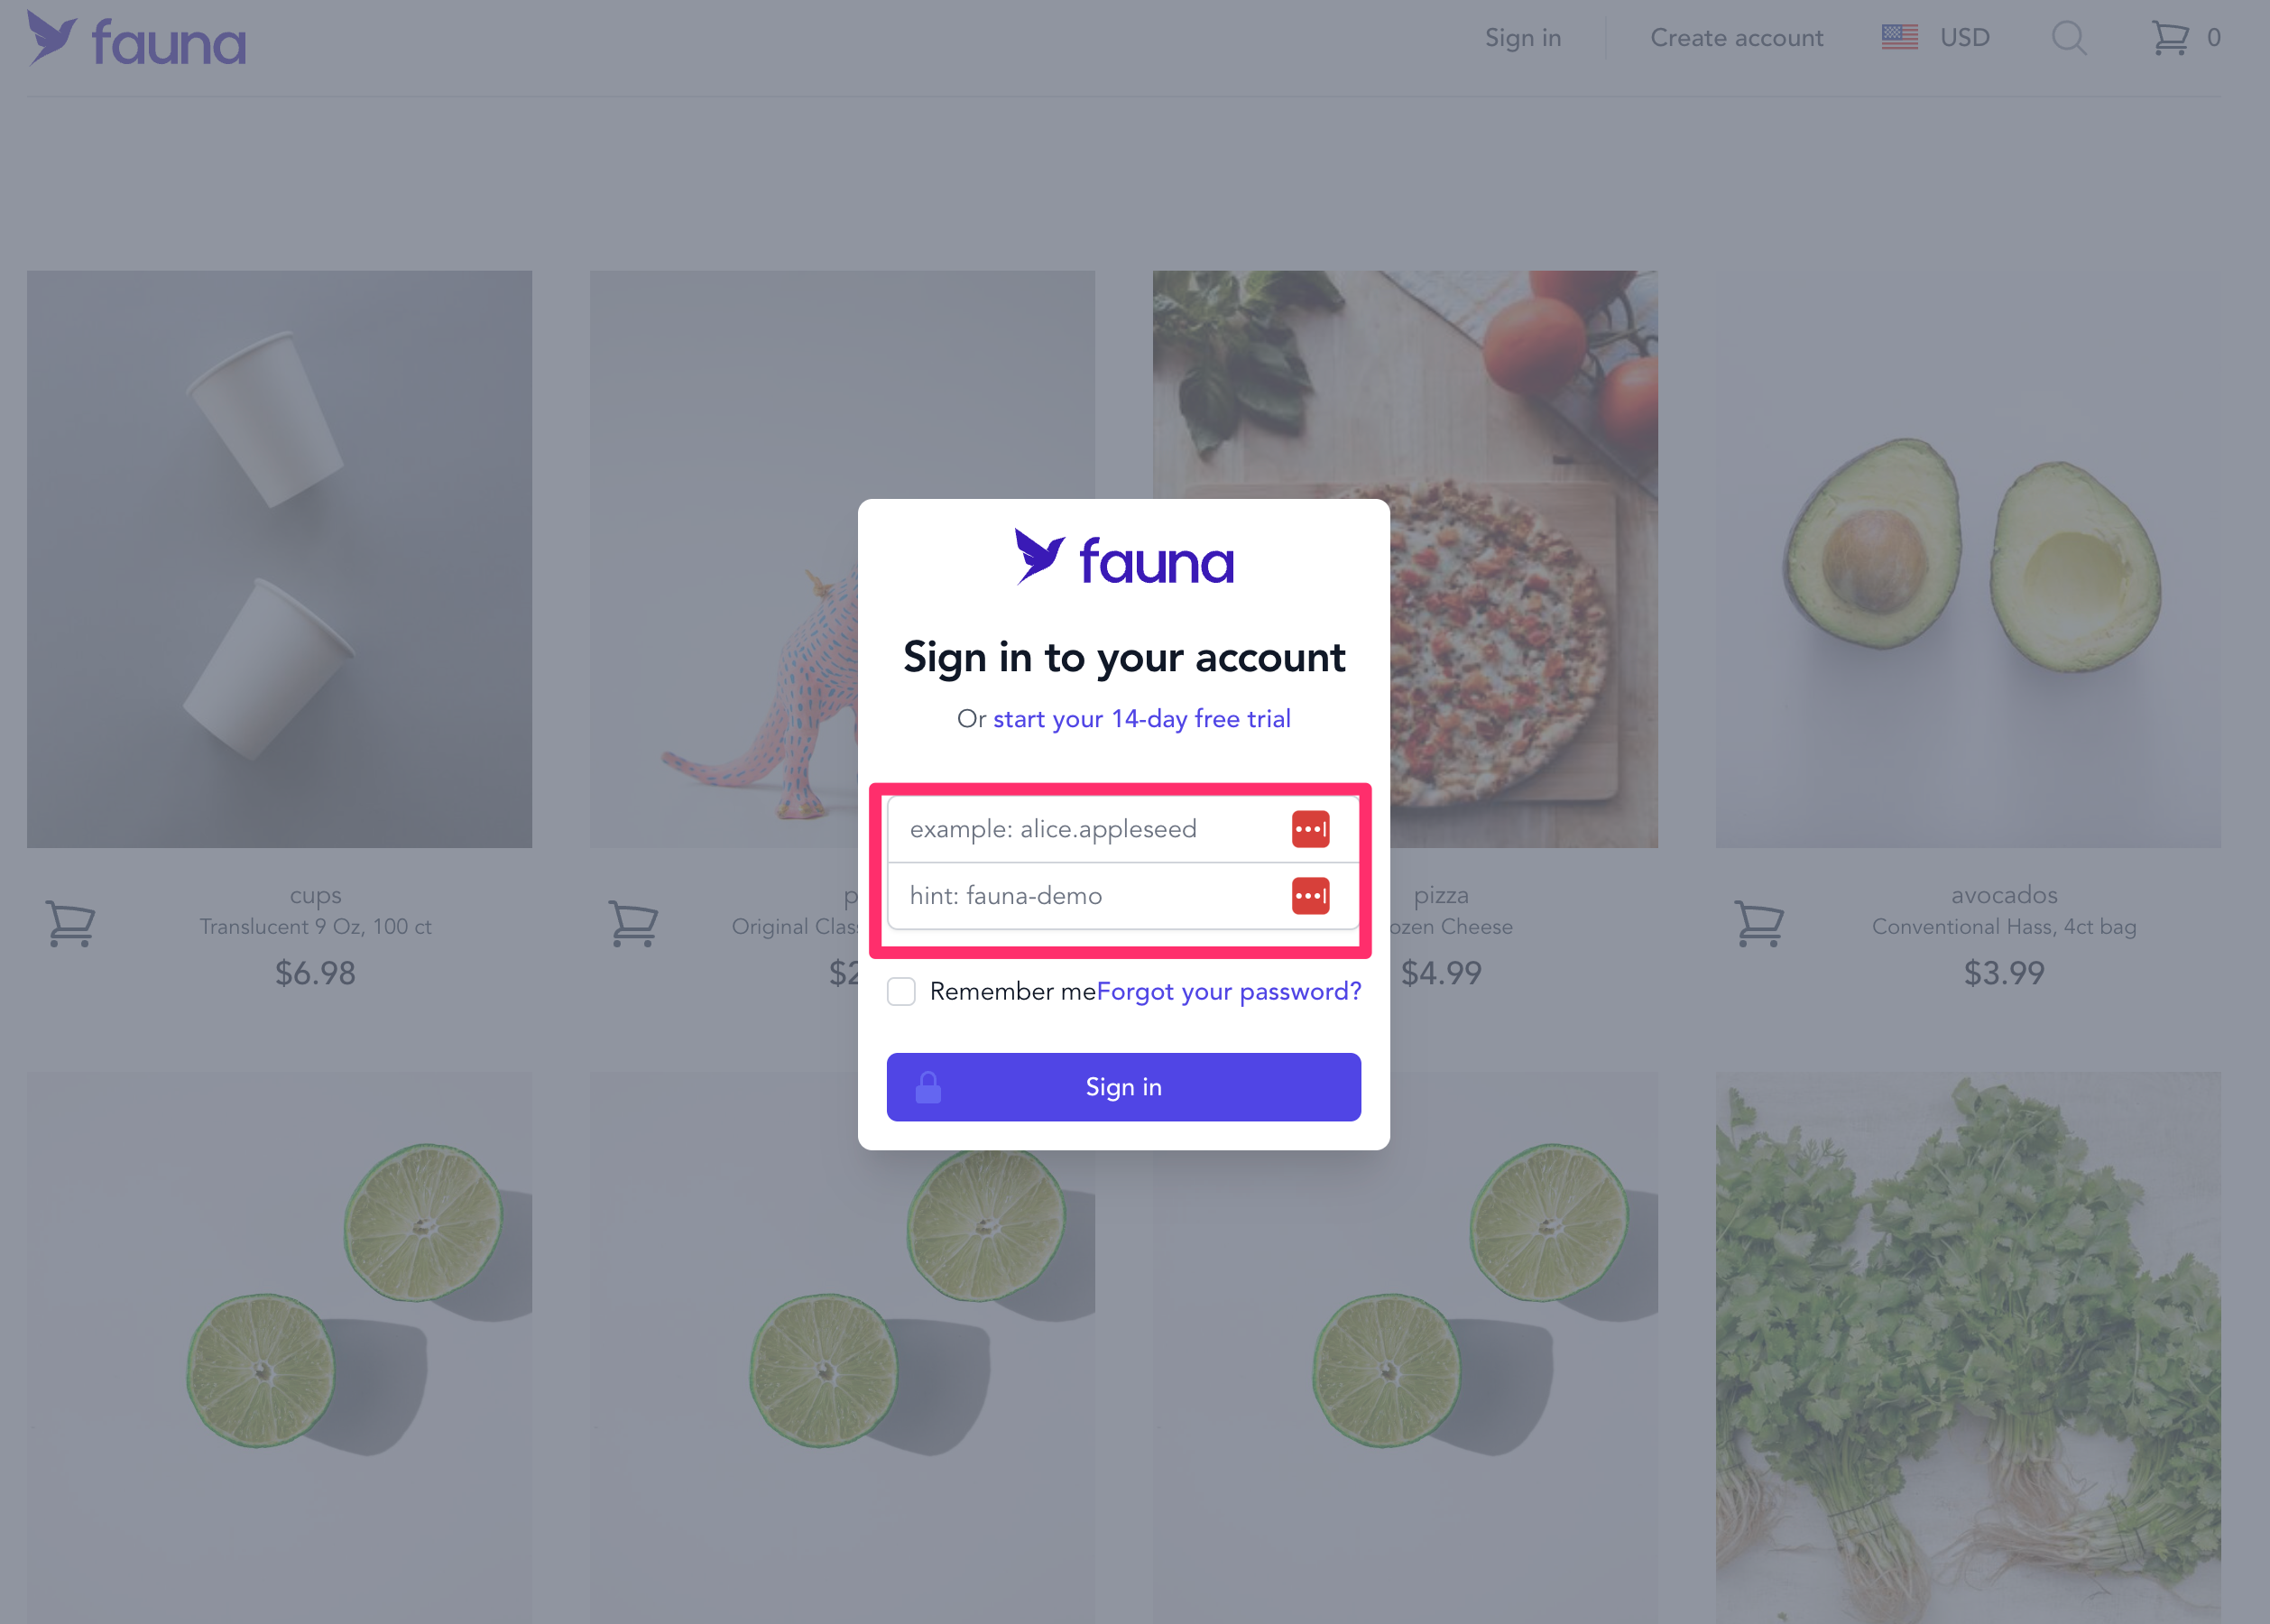 fauna
Sign in
Create account
USD
0
fauna
Sign in to your account
Or start your 14-day free trial
example: alice.appleseed
hint: fauna-demo
Remember me
Forgot your password?
Sign in
cups
Translucent 9 Oz, 100 ct
$6.98
p
Original Clas
$2
pizza
ozen Cheese
$4.99
avocados
Conventional Hass, 4ct bag
$3.99